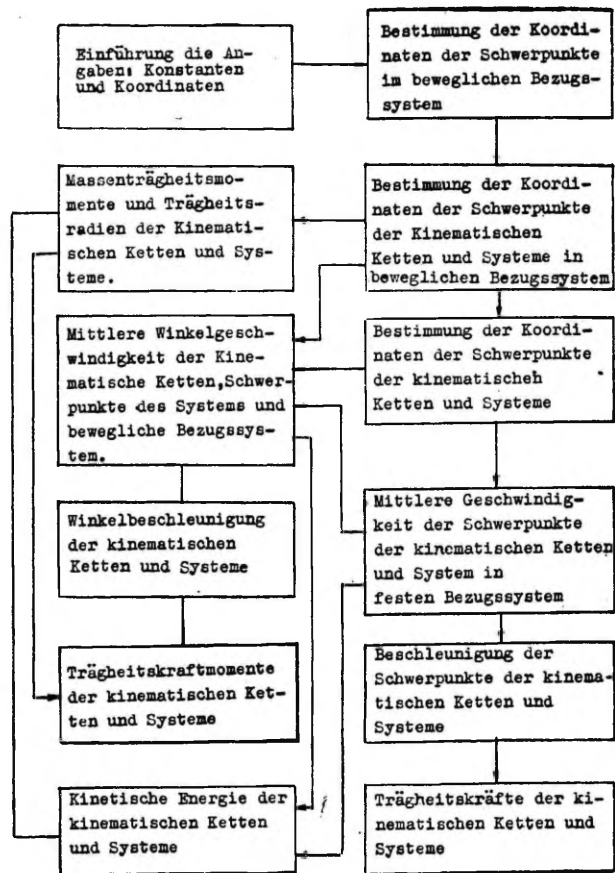 Einführung die An-
gaben: Konstanten
und Koordinaten
Bestimmung der Koordi-
naten der Schwerpunkte
im beweglichen Bezugs-
system
Massenträgheitsmo-
mente und Trägheits-
radien der Kinemati-
schen Ketten und Sys-
teme.
Bestimmung der Koordi-
naten der Schwerpunkte
der Kinematischen
Ketten und Systeme in
beweglichen Bezugssystem
Mittlere Winkelgesch-
windigkeit der Kine-
matische Ketten,Schwer-
punkte des Systems und
bewegliche Bezugssys-
tem.
Bestimmung der Koordi-
naten der Schwerpunkte
der kinematischeh
Ketten und Systeme
Winkelbeschleunigung
der kinematischen
Ketten und Systeme
Mittlere Geschwindig-
keit der Schwerpunkte
der kinematischen Ketten
und System in
festen Bezugssystem
Trägheitskraftmomente
der kinematischen Ket-
ten und Systeme
Beschleunigung der
Schwerpunkte der kinema-
tischen Ketten und
Systeme
Kinetische Energie der
kinematischen Ketten
und Systeme
Trägheitskräfte der ki-
nematischen Ketten und
Systeme